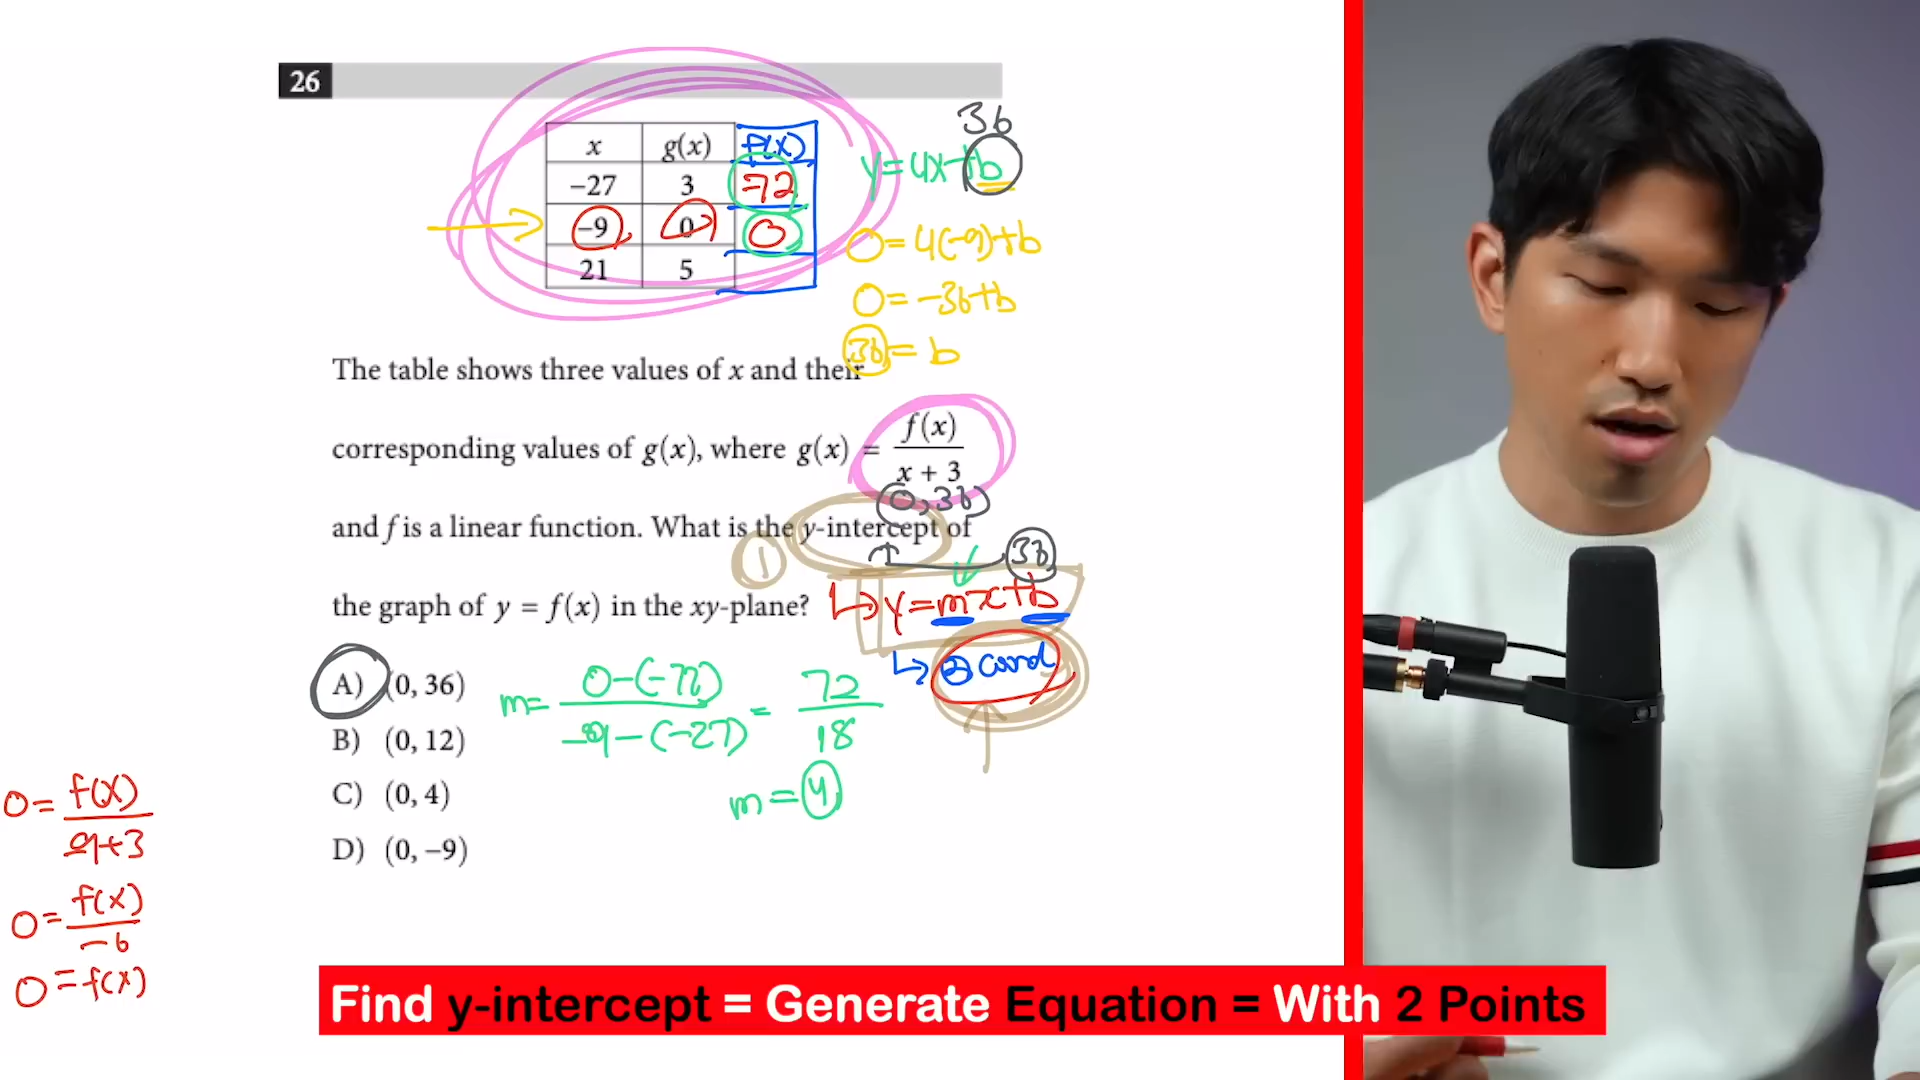 26
3b
x g(x) f(x)
-27 3 -72
-9 0 0
21 5
y=4x+b
0=4(-9)+b
0=-36+b
36=b
The table shows three values of x and their
corresponding values of g(x), where g(x) = f(x)/(x + 3)
(0,36)
and f is a linear function. What is the y-intercept of
1
36
the graph of y = f(x) in the xy-plane?
y=mx+b
A) (0, 36)
B) (0, 12)
C) (0, 4)
D) (0, -9)
m= 0-(-72)/-9-(-27) = 72/18
m=4
0= f(x)/-9+3
0= f(x)/-6
0=f(x)
Find y-intercept = Generate Equation = With 2 Points